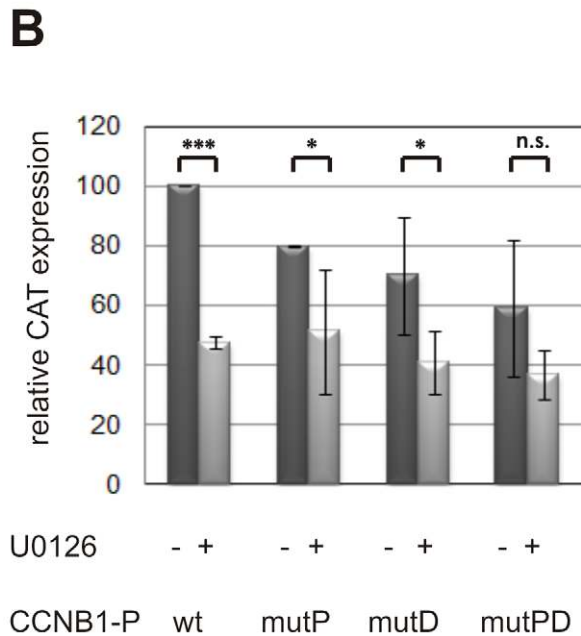 B
relative CAT expression
120
100
80
60
40
20
0
*** * * n.s.
U0126 - + - + - + - +
CCNB1-P wt mutP mutD mutPD